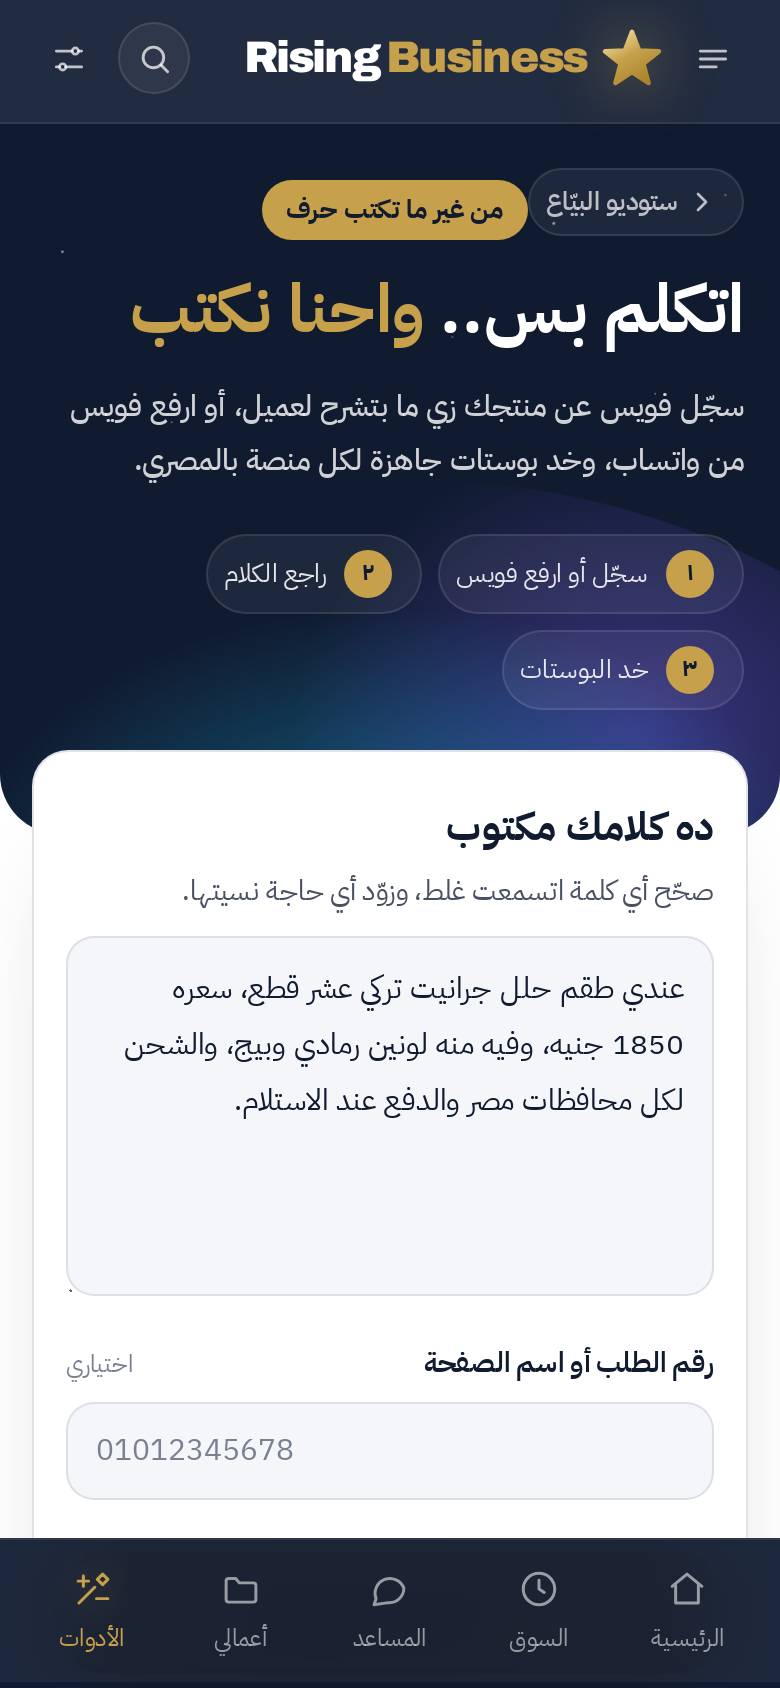 Rising Business
ستوديو البيّاع
من غير ما تكتب حرف
اتكلم بس.. واحنا نكتب
سجّل فويس عن منتجك زي ما بتشرح لعميل، أو ارفع فويس
من واتساب، وخد بوستات جاهزة لكل منصة بالمصري.
١ سجّل أو ارفع فويس
٢ راجع الكلام
٣ خد البوستات
ده كلامك مكتوب
صحّح أي كلمة اتسمعت غلط، وزوّد أي حاجة نسيتها.
عندي طقم حلل جرانيت تركي عشر قطع، سعره
1850 جنيه، وفيه منه لونين رمادي وبيج، والشحن
لكل محافظات مصر والدفع عند الاستلام.
رقم الطلب أو اسم الصفحة
اختياري
01012345678
الرئيسية
السوق
المساعد
أعمالي
الأدوات